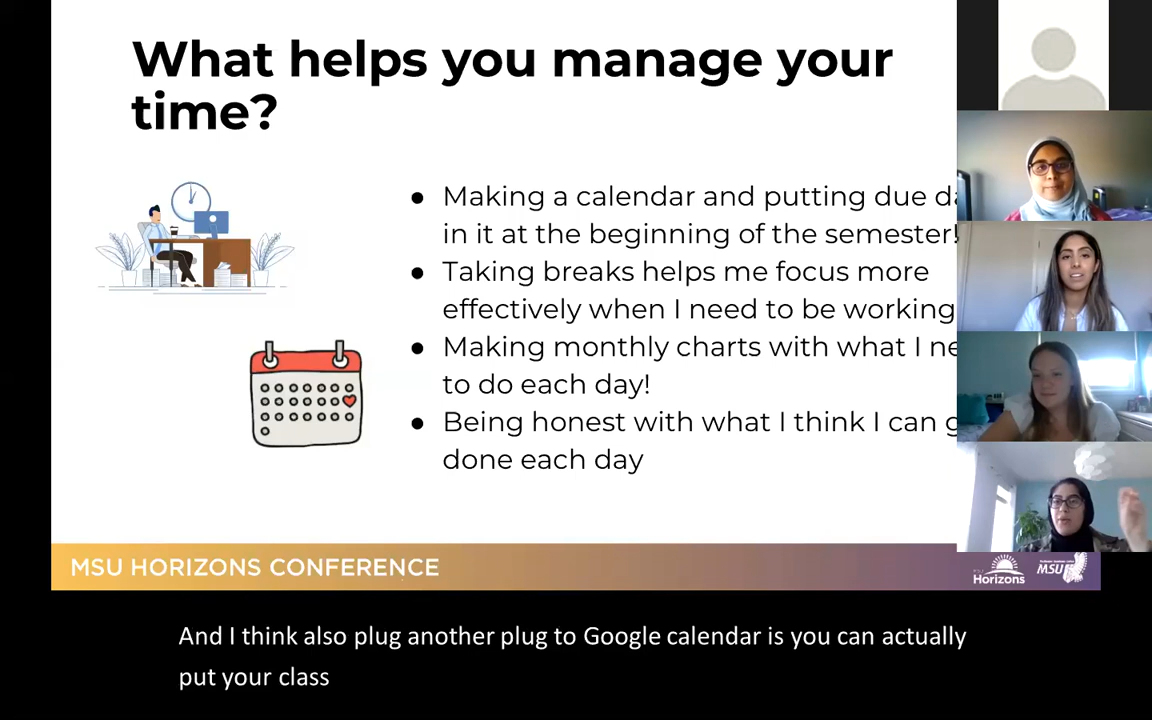 What helps you manage your
time?
● Making a calendar and putting due
in it at the beginning of the semester!
● Taking breaks helps me focus more
effectively when I need to be working
● Making monthly charts with what I
to do each day!
● Being honest with what I think I can
done each day
MSU HORIZONS CONFERENCE
Horizons
MSU
And I think also plug another plug to Google calendar is you can actually
put your class